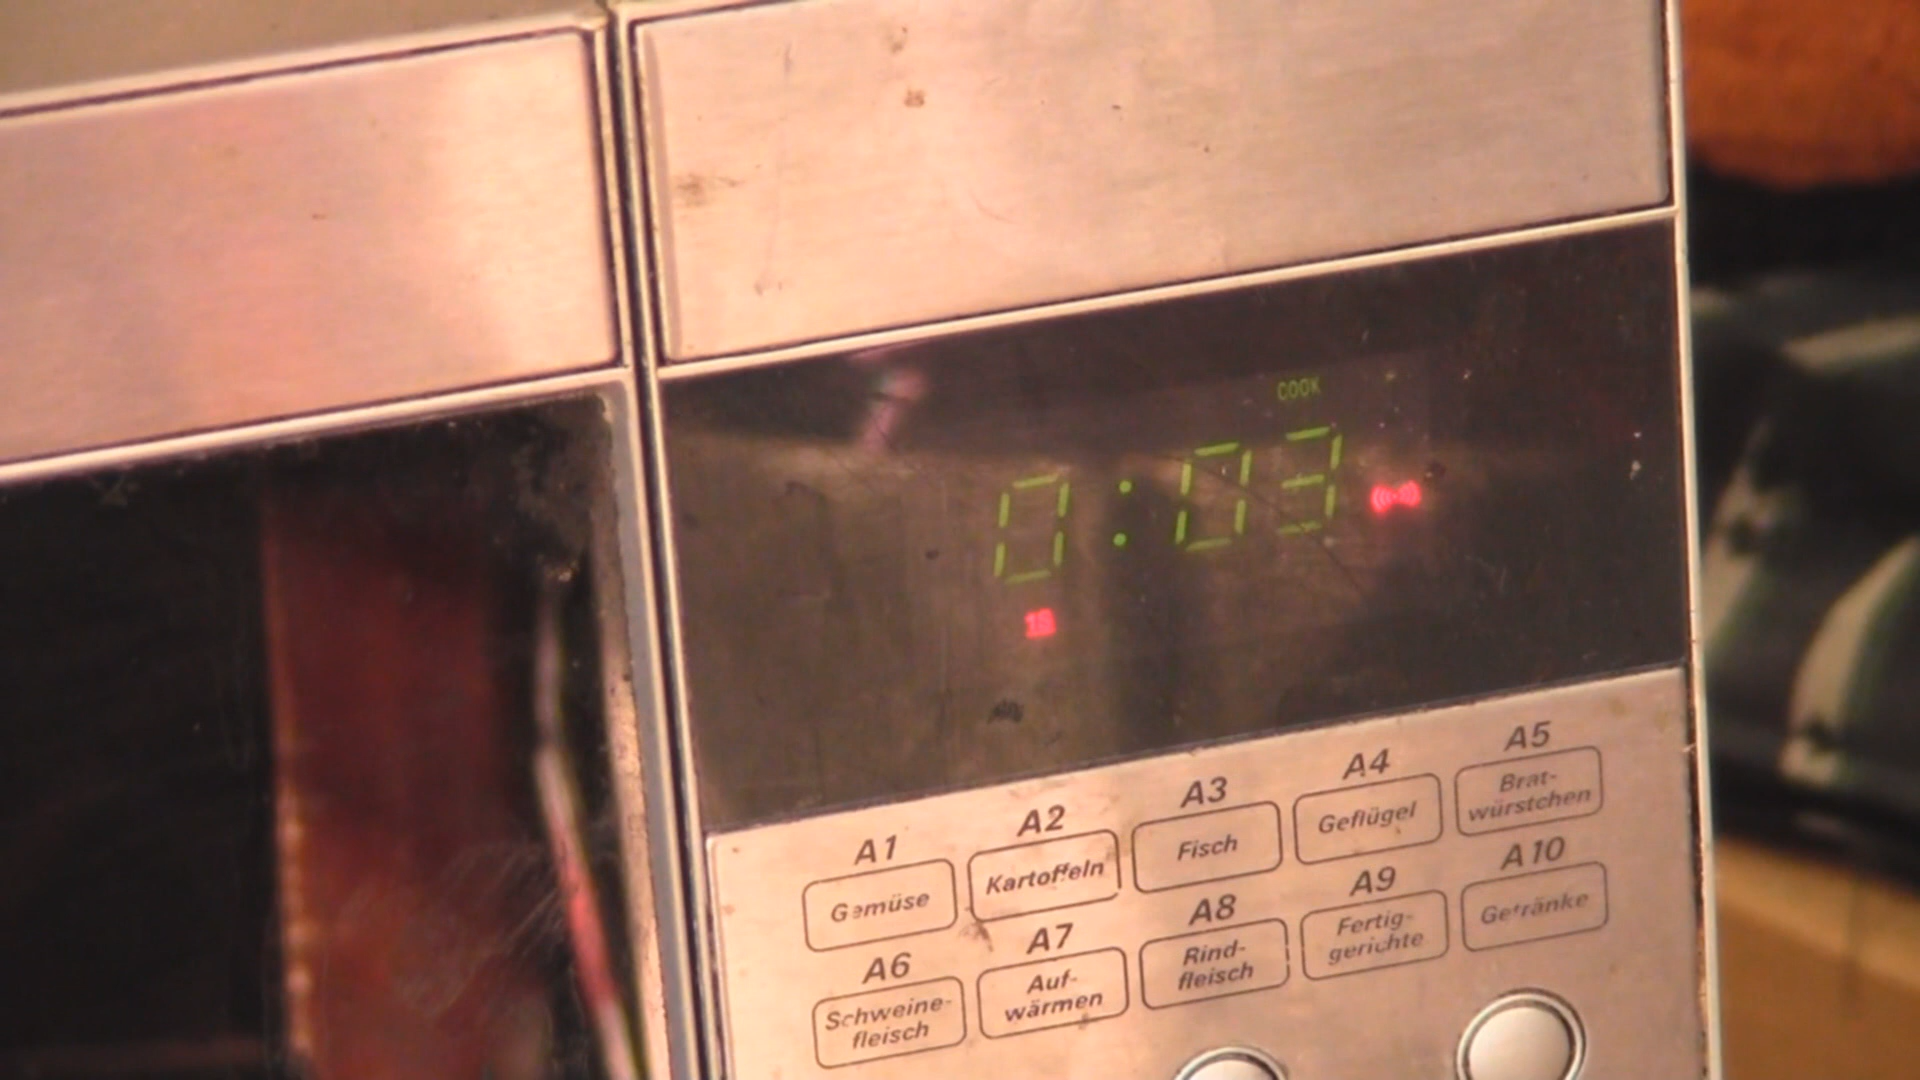 COOK
0:03
A1
A2
A3
A4
A5
Gemüse
Kartoffeln
Fisch
Geflügel
Brat-
würstchen
A6
A7
A8
A9
A10
Schweine-
fleisch
Auf-
wärmen
Rind-
fleisch
Fertig-
gerichte
Getränke